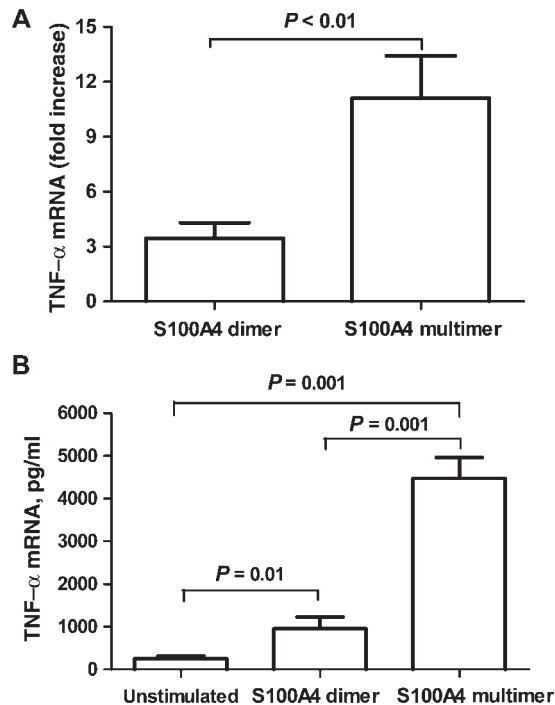 A
P < 0.01
TNF–α mRNA (fold increase)
15
12
9
6
3
0
S100A4 dimer
S100A4 multimer
B
P = 0.001
P = 0.001
P = 0.01
TNF–α mRNA, pg/ml
6000
5000
4000
3000
2000
1000
0
Unstimulated
S100A4 dimer
S100A4 multimer